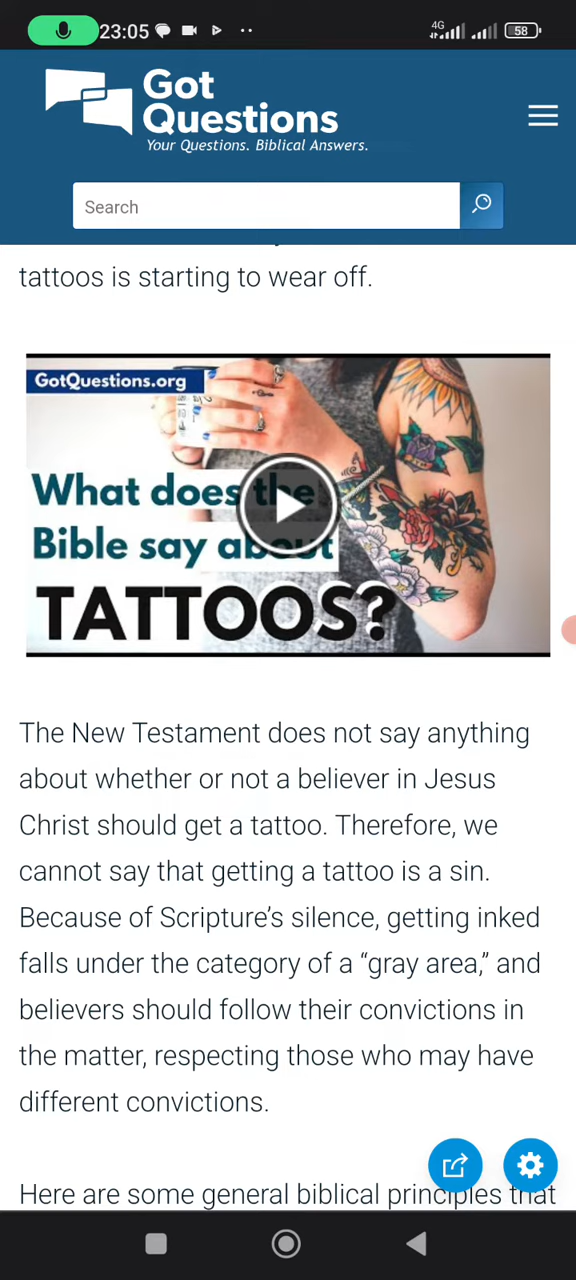 23:05
4G
58
Got
Questions
Your Questions. Biblical Answers.
Search
tattoos is starting to wear off.
GotQuestions.org
What does the
Bible say about
TATTOOS?
The New Testament does not say anything
about whether or not a believer in Jesus
Christ should get a tattoo. Therefore, we
cannot say that getting a tattoo is a sin.
Because of Scripture’s silence, getting inked
falls under the category of a “gray area,” and
believers should follow their convictions in
the matter, respecting those who may have
different convictions.
Here are some general biblical principles that